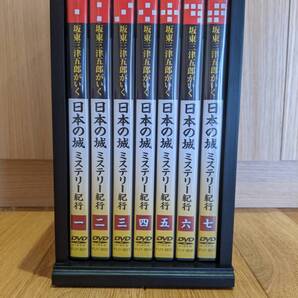 坂東三津五郎がいく
日本の城 ミステリー紀行
一
DVD
坂東三津五郎がいく
日本の城 ミステリー紀行
二
DVD
坂東三津五郎がいく
日本の城 ミステリー紀行
三
DVD
坂東三津五郎がいく
日本の城 ミステリー紀行
四
DVD
坂東三津五郎がいく
日本の城 ミステリー紀行
五
DVD
坂東三津五郎がいく
日本の城 ミステリー紀行
六
DVD
坂東三津五郎がいく
日本の城 ミステリー紀行
七
DVD